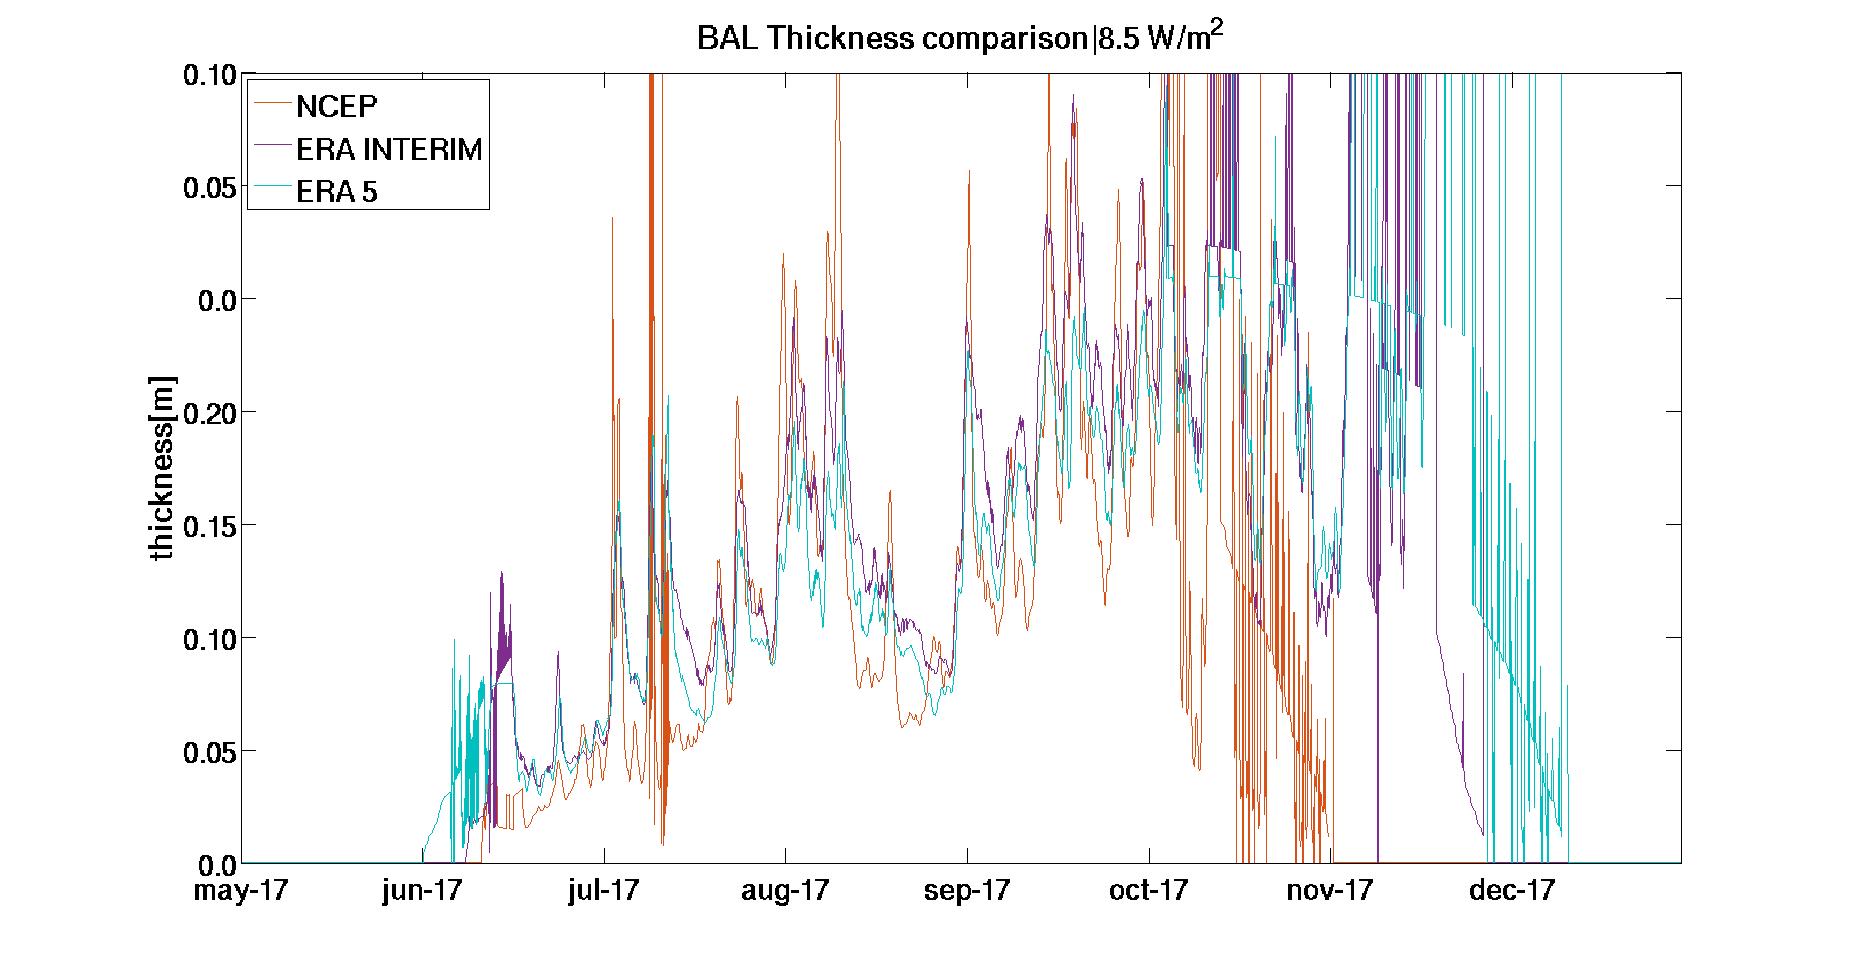 BAL Thickness comparison|8.5 W/m²
NCEP
ERA INTERIM
ERA 5
thickness[m]
0.10
0.05
0.0
0.20
0.15
0.10
0.05
0.0
may-17 jun-17 jul-17 aug-17 sep-17 oct-17 nov-17 dec-17